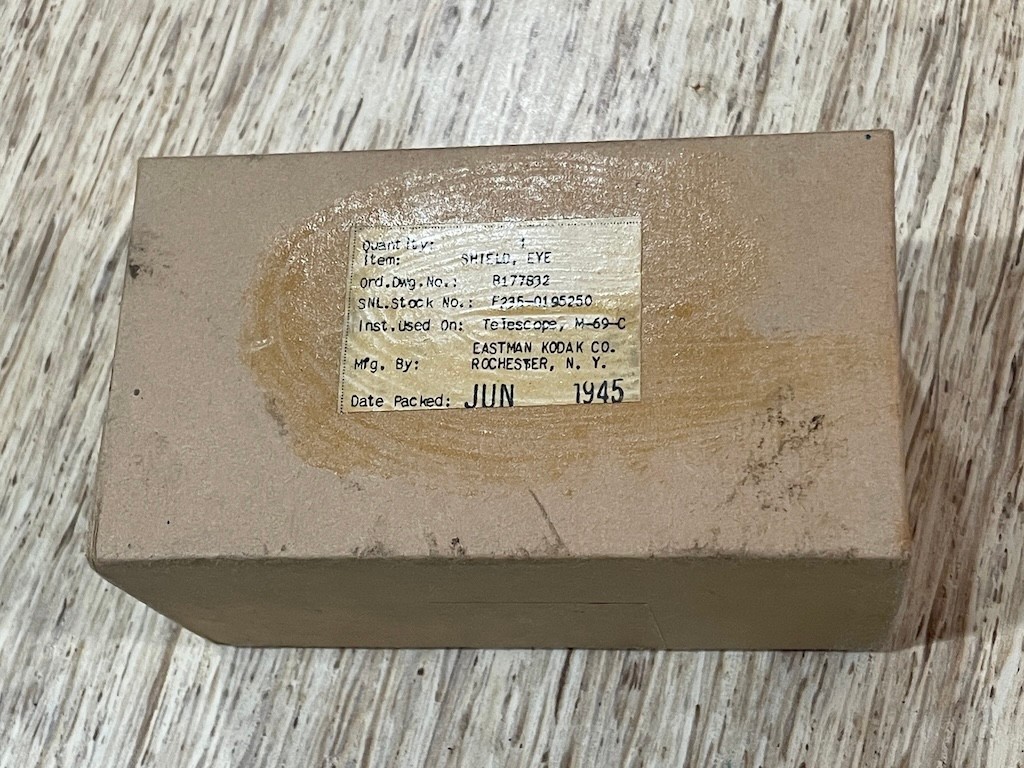 Quantity: 1
Item: SHIELD, EYE
Ord.Dwg.No.: B177832
SNL.Stock No.: F235-0195250
Inst.Used On: Telescope, M-69-C
EASTMAN KODAK CO.
Mfg. By: ROCHESTER, N. Y.
Date Packed: JUN 1945